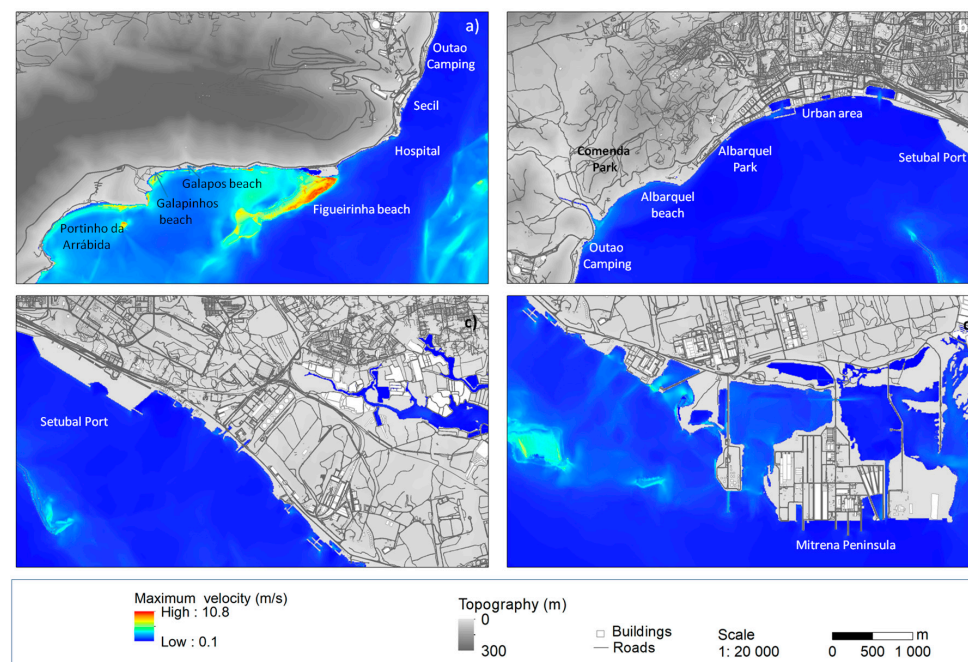 a)
Outao
Camping
Secil
Hospital
Galapos beach
Galapinhos
beach
Figueirinha beach
Portinho da
Arrábida
b)
Urban area
Comenda
Park
Albarquel
Park
Setubal Port
Albarquel
beach
Outao
Camping
c)
Setubal Port
Mitrena Peninsula
Maximum velocity (m/s)
High : 10.8
Low : 0.1
Topography (m)
0
300
Buildings
Roads
Scale
1: 20 000
m
0 500 1 000